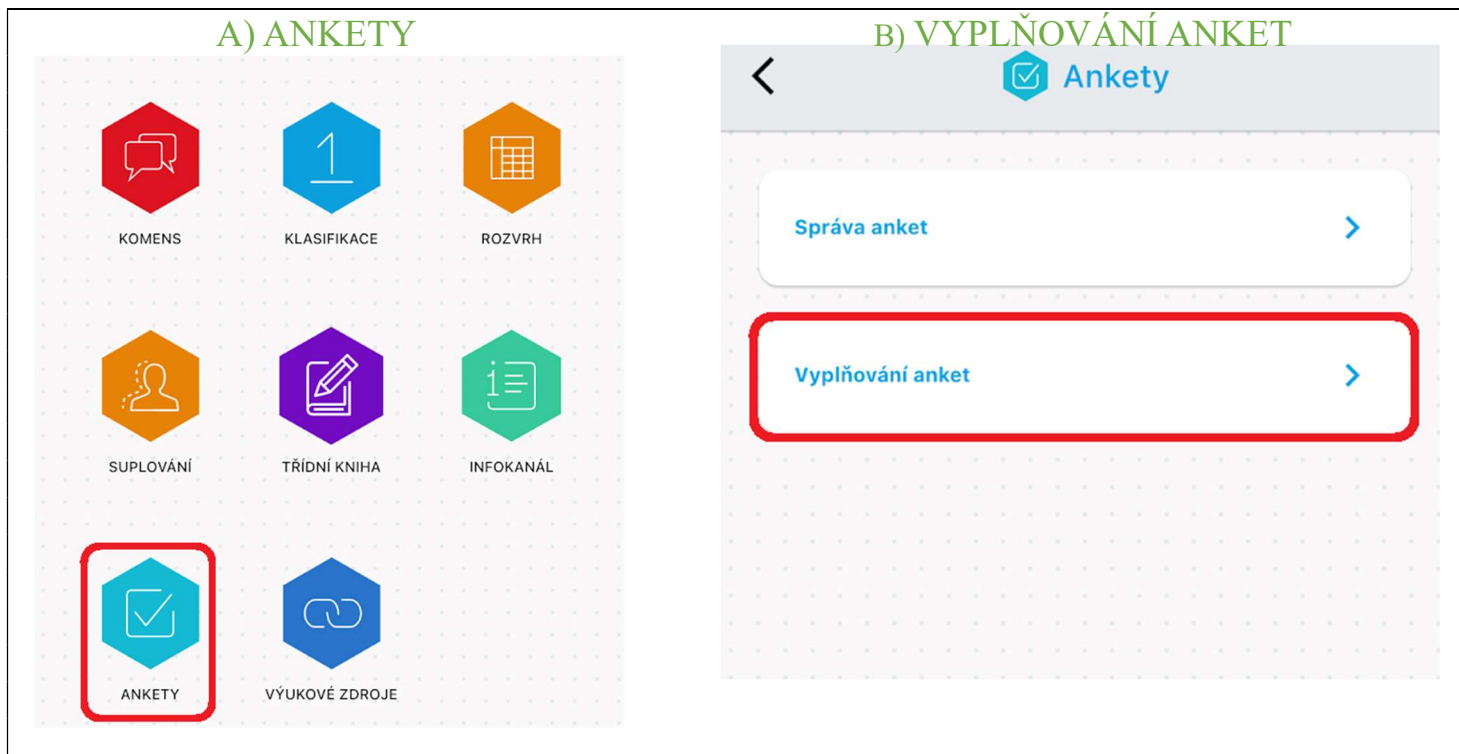 A) ANKETY
KOMENS
KLASIFIKACE
ROZVRH
SUPLOVÁNÍ
TŘÍDNÍ KNIHA
INFOKANÁL
ANKETY
VÝUKOVÉ ZDROJE
B) VYPLŇOVÁNÍ ANKET
Ankety
Správa anket
Vyplňování anket